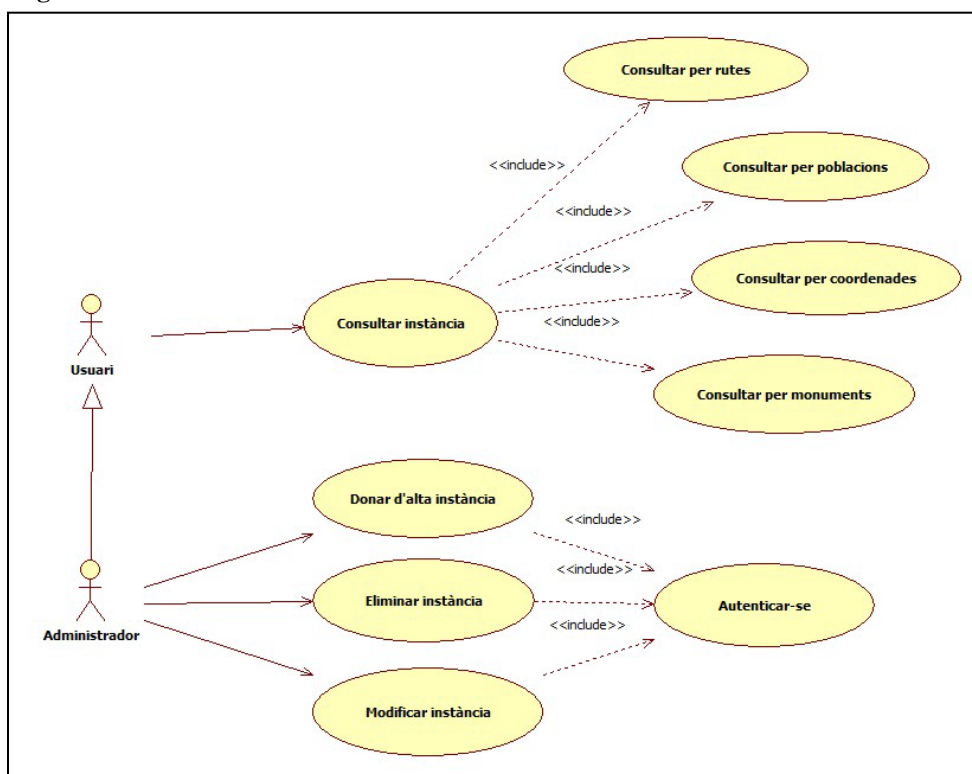 Consultar per rutes
<<include>>
Consultar per poblacions
<<include>>
<<include>>
Consultar per coordenades
Consultar instància
<<include>>
Usuari
Consultar per monuments
Donar d'alta instància
<<include>>
<<include>>
Eliminar instància
Autenticar-se
<<include>>
Administrador
Modificar instància